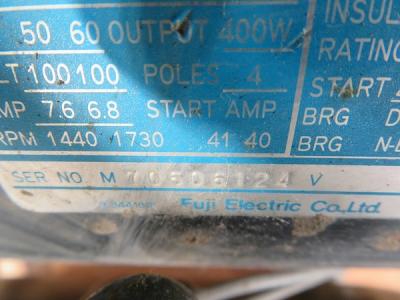 50 60 OUTPUT 400W INSUL
LT 100 100 POLES 4 RATING
MP 7.6 6.8 START AMP START
RPM 1440 1730 41 40 BRG D
BRG N-
SER NO. M 70606124 V
Fuji Electric Co., Ltd.